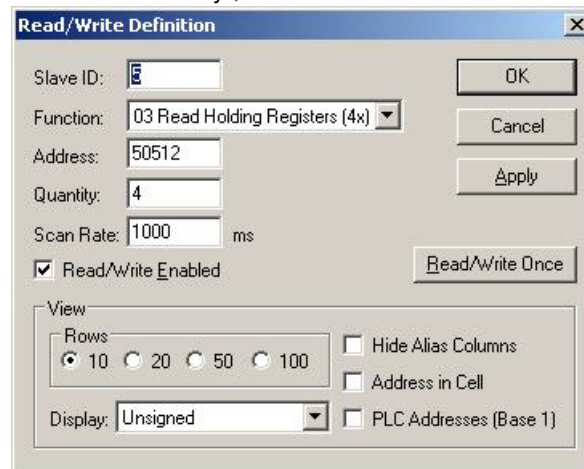 Read/Write Definition
Slave ID: 5
OK
Function: 03 Read Holding Registers (4x)
Cancel
Address: 50512
Apply
Quantity: 4
Scan Rate: 1000 ms
Read/Write Enabled
Read/Write Once
View
Rows
10 20 50 100
Hide Alias Columns
Address in Cell
Display: Unsigned
PLC Addresses (Base 1)